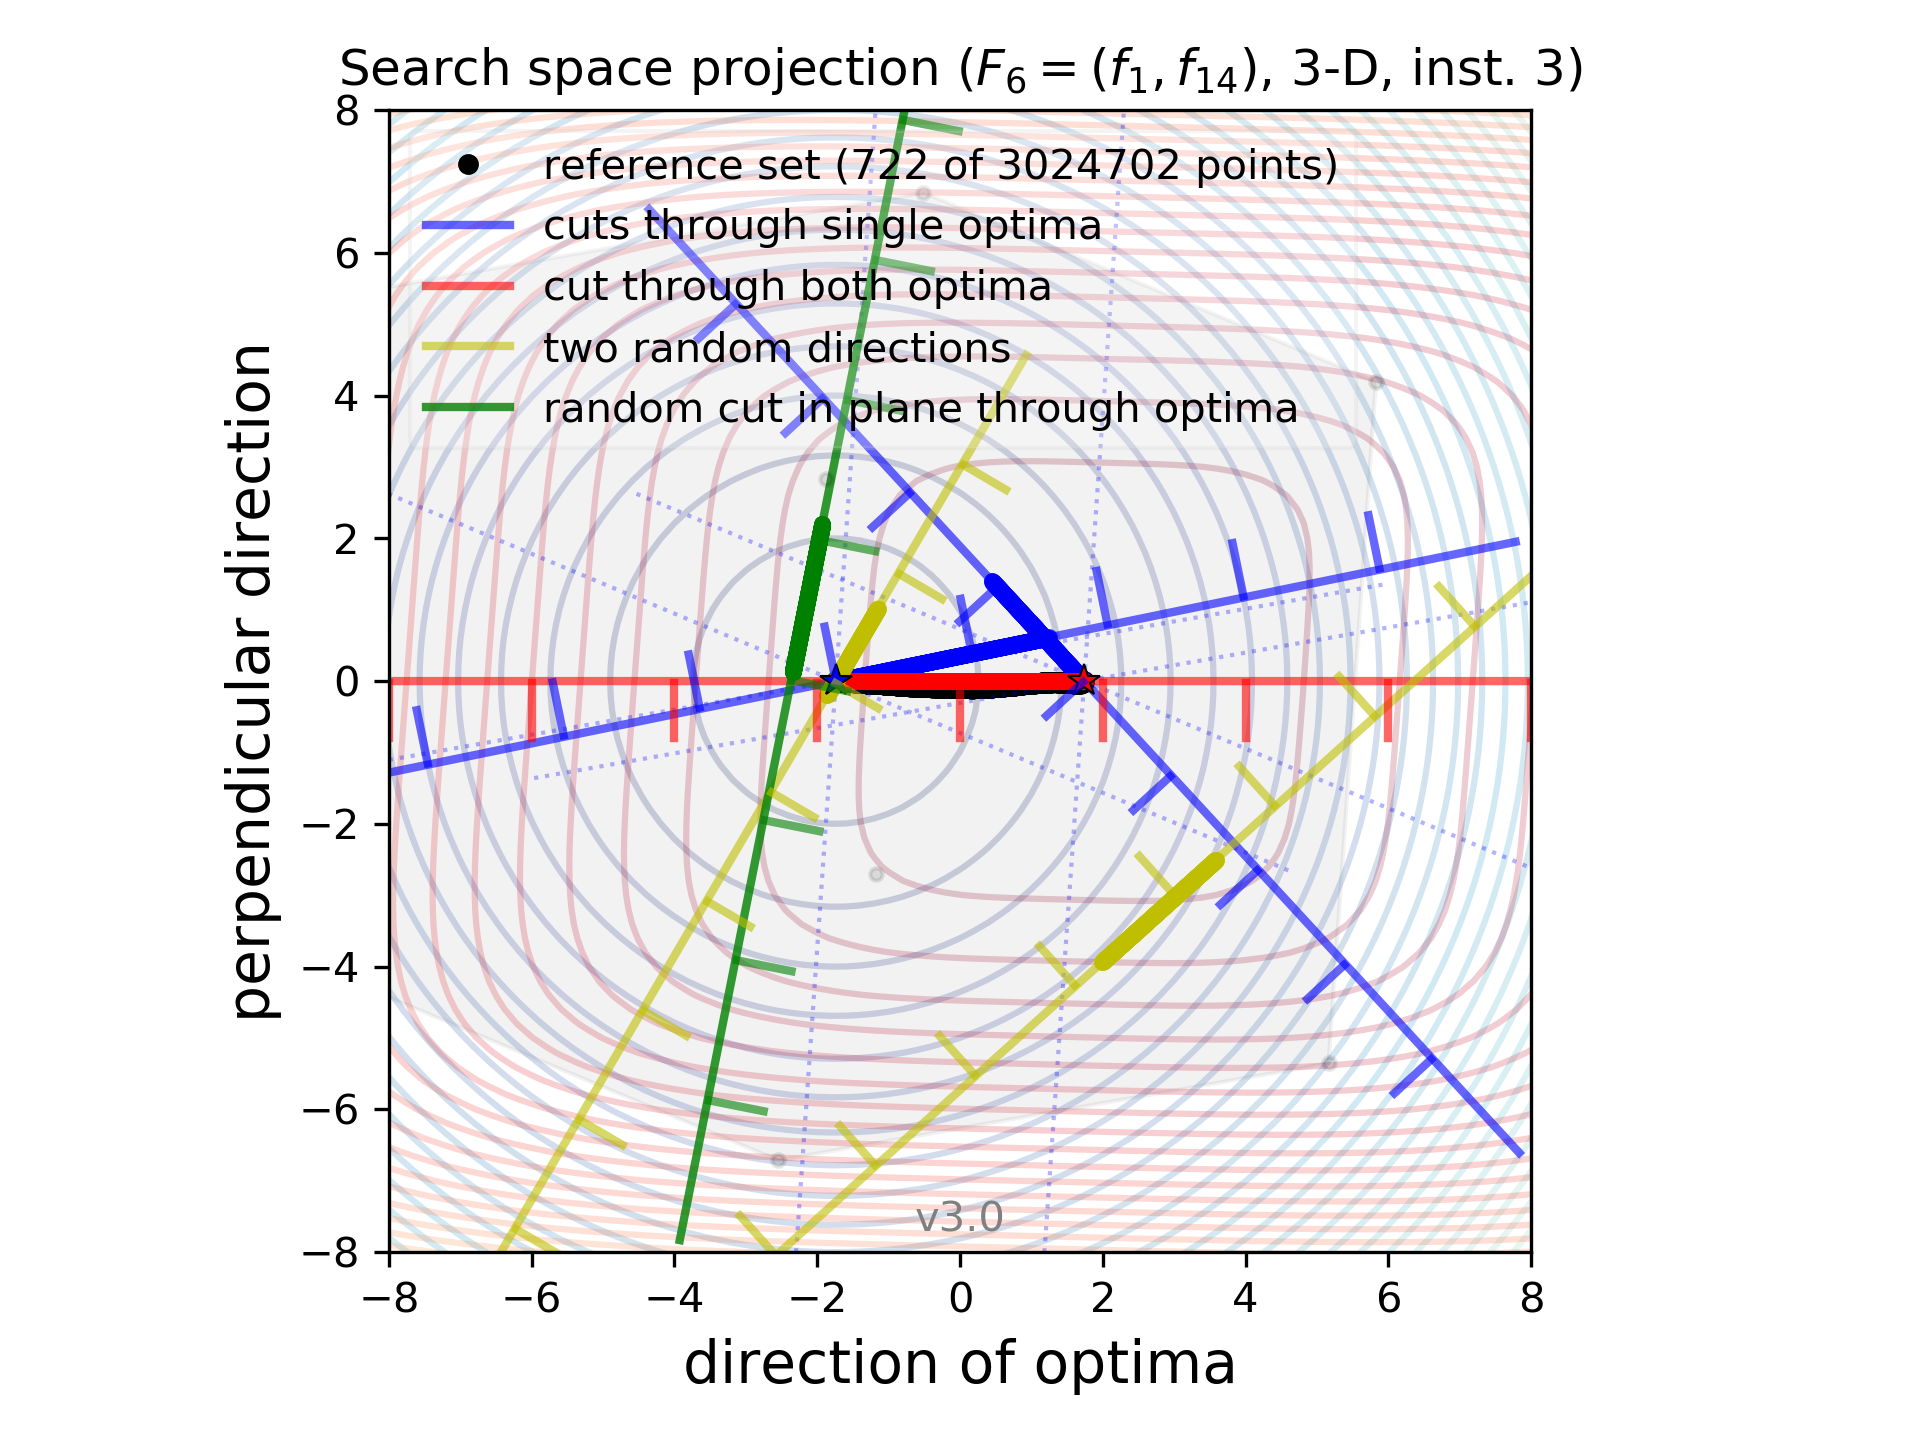 Search space projection (F₆ = (f₁, f₁₄), 3-D, inst. 3)
8
6
4
2
0
−2
−4
−6
−8
perpendicular direction
reference set (722 of 3024702 points)
cuts through single optima
cut through both optima
two random directions
random cut in plane through optima
v3.0
−8 −6 −4 −2 0 2 4 6 8
direction of optima